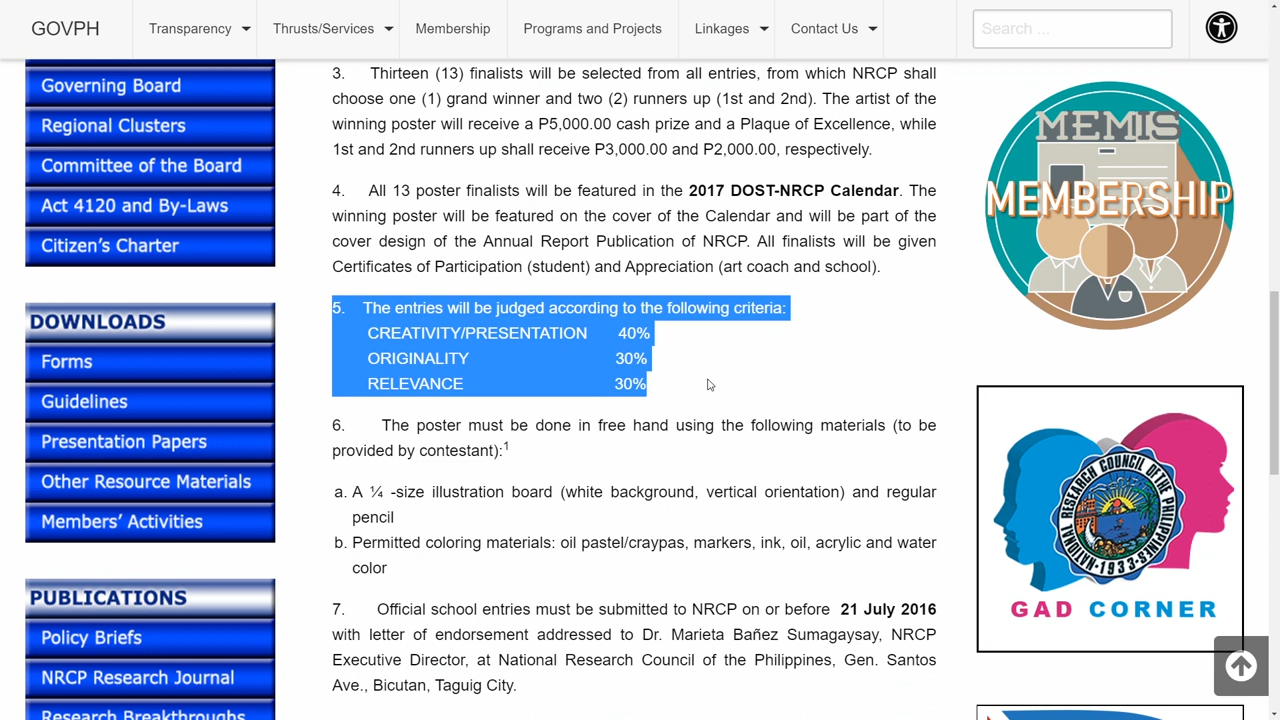 GOVPH
Transparency
Thrusts/Services
Membership
Programs and Projects
Linkages
Contact Us
Search ...
Governing Board
Regional Clusters
Committee of the Board
Act 4120 and By-Laws
Citizen's Charter
DOWNLOADS
Forms
Guidelines
Presentation Papers
Other Resource Materials
Members' Activities
PUBLICATIONS
Policy Briefs
NRCP Research Journal
Research Breakthroughs
3. Thirteen (13) finalists will be selected from all entries, from which NRCP shall
choose one (1) grand winner and two (2) runners up (1st and 2nd). The artist of the
winning poster will receive a P5,000.00 cash prize and a Plaque of Excellence, while
1st and 2nd runners up shall receive P3,000.00 and P2,000.00, respectively.
4. All 13 poster finalists will be featured in the 2017 DOST-NRCP Calendar. The
winning poster will be featured on the cover of the Calendar and will be part of the
cover design of the Annual Report Publication of NRCP. All finalists will be given
Certificates of Participation (student) and Appreciation (art coach and school).
5. The entries will be judged according to the following criteria:
CREATIVITY/PRESENTATION 40%
ORIGINALITY 30%
RELEVANCE 30%
6. The poster must be done in free hand using the following materials (to be
provided by contestant):¹
a. A ¼ -size illustration board (white background, vertical orientation) and regular
pencil
b. Permitted coloring materials: oil pastel/craypas, markers, ink, oil, acrylic and water
color
7. Official school entries must be submitted to NRCP on or before 21 July 2016
with letter of endorsement addressed to Dr. Marieta Bañez Sumagaysay, NRCP
Executive Director, at National Research Council of the Philippines, Gen. Santos
Ave., Bicutan, Taguig City.
MEMIS
MEMBERSHIP
NATIONAL RESEARCH COUNCIL OF THE PHILIPPINES
·1933·
GAD CORNER